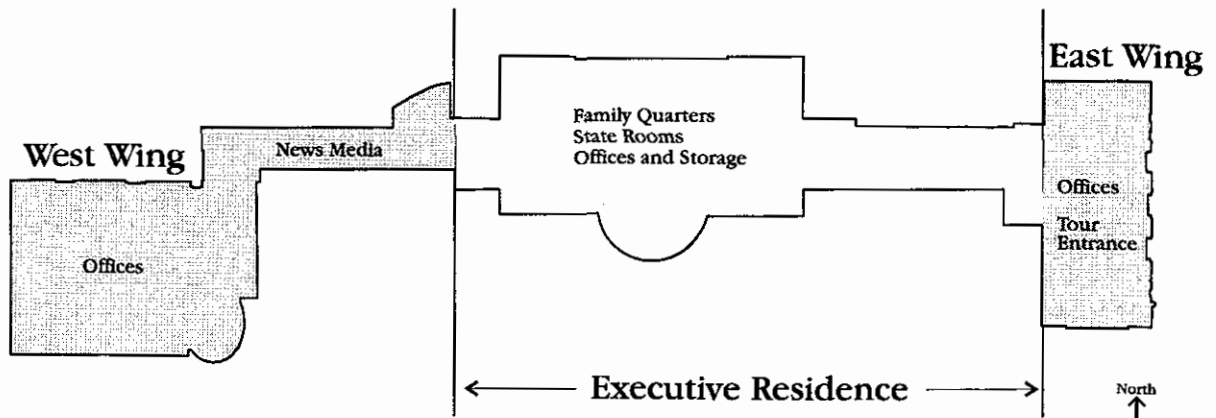 West Wing
News Media
Offices
Family Quarters
State Rooms
Offices and Storage
East Wing
Offices
Tour
Entrance
Executive Residence
North